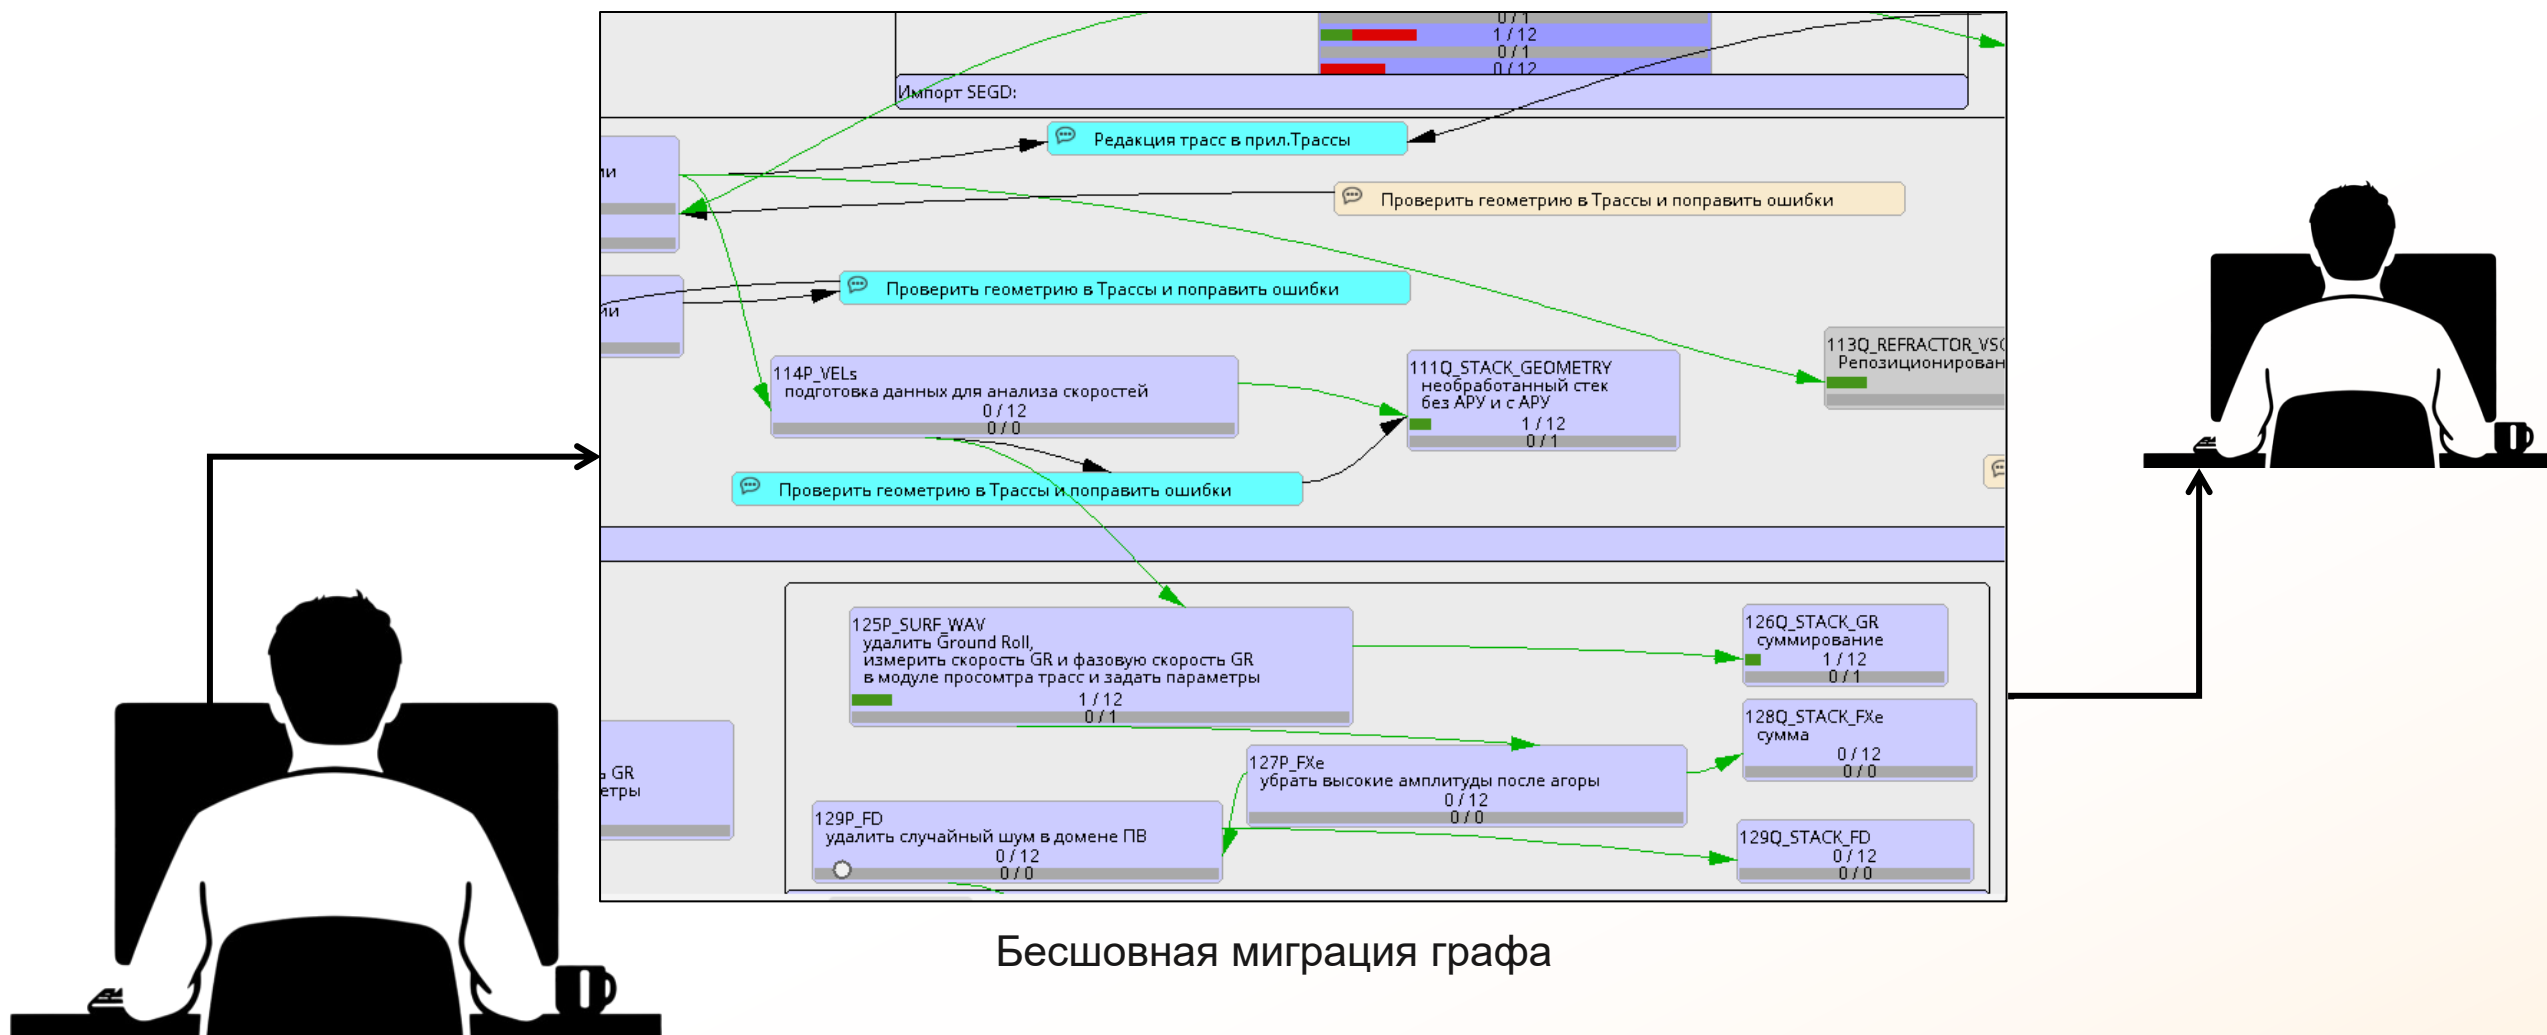 0 / 1
1 / 12
0 / 1
0 / 12
Импорт SEGD:
Редакция трасс в прил.Трассы
ии
Проверить геометрию в Трассы и поправить ошибки
Проверить геометрию в Трассы и поправить ошибки
ии
113Q_REFRACTOR_VSC
Репозиционирован
114P_VELs
подготовка данных для анализа скоростей
0 / 12
0 / 0
111Q_STACK_GEOMETRY
необработанный стек
без АРУ и с АРУ
1 / 12
0 / 1
Проверить геометрию в Трассы и поправить ошибки
125P_SURF_WAV
удалить Ground Roll,
измерить скорость GR и фазовую скорость GR
в модуле просомтра трасс и задать параметры
1 / 12
0 / 1
126Q_STACK_GR
суммирование
1 / 12
0 / 1
128Q_STACK_FXe
сумма
0 / 12
0 / 0
ь GR
етры
127P_FXe
убрать высокие амплитуды после агоры
0 / 12
0 / 0
129P_FD
удалить случайный шум в домене ПВ
0 / 12
0 / 0
129Q_STACK_FD
0 / 12
0 / 0
Бесшовная миграция графа